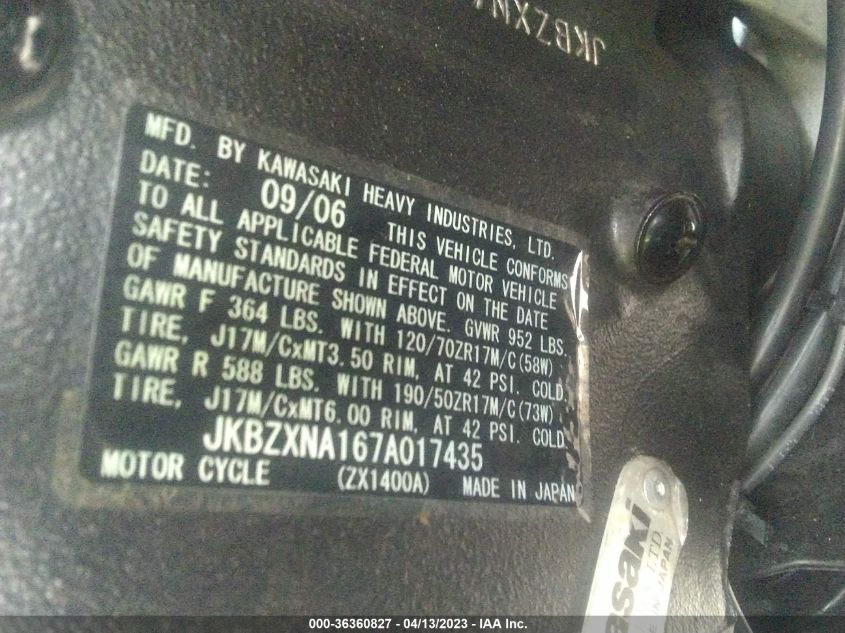 JKBZXN
MFD. BY KAWASAKI HEAVY INDUSTRIES, LTD.
DATE: 09/06 THIS VEHICLE CONFORMS
TO ALL APPLICABLE FEDERAL MOTOR VEHICLE
SAFETY STANDARDS IN EFFECT ON THE DATE
OF MANUFACTURE SHOWN ABOVE. GVWR 952 LBS.
GAWR F 364 LBS. WITH 120/70ZR17M/C(58W)
TIRE, J17M/CxMT3.50 RIM, AT 42 PSI. COLD.
GAWR R 588 LBS. WITH 190/50ZR17M/C(73W)
TIRE, J17M/CxMT6.00 RIM, AT 42 PSI. COLD
JKBZXNA167A017435
MOTOR CYCLE (ZX1400A) MADE IN JAPAN
asaki
LTD.
JAPAN
000-36360827 - 04/13/2023 - IAA Inc.